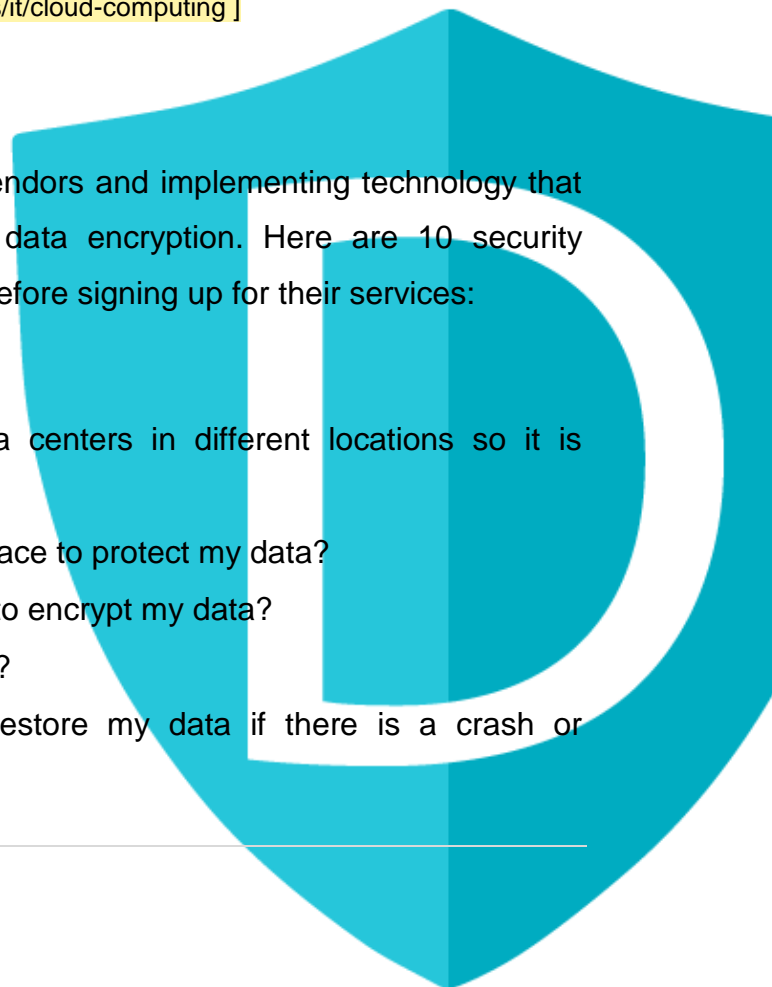 /it/cloud-computing ]
endors and implementing technology that
data encryption. Here are 10 security
efore signing up for their services:
a centers in different locations so it is
ace to protect my data?
to encrypt my data?
?
estore my data if there is a crash or
D